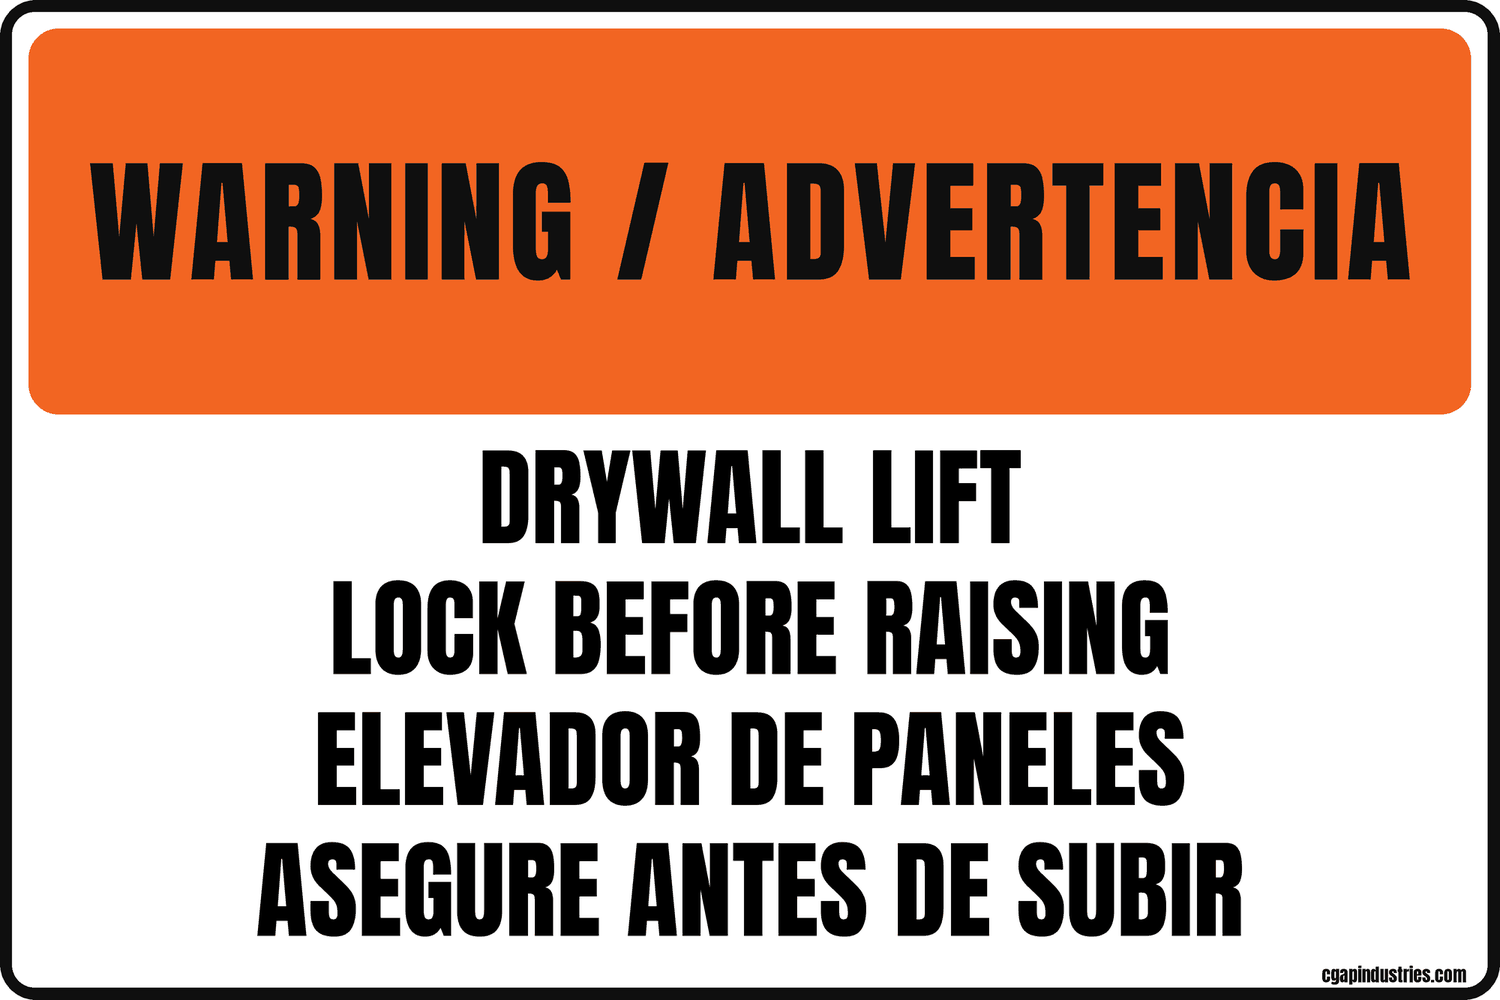 WARNING / ADVERTENCIA
DRYWALL LIFT
LOCK BEFORE RAISING
ELEVADOR DE PANELES
ASEGURE ANTES DE SUBIR
cgapindustries.com